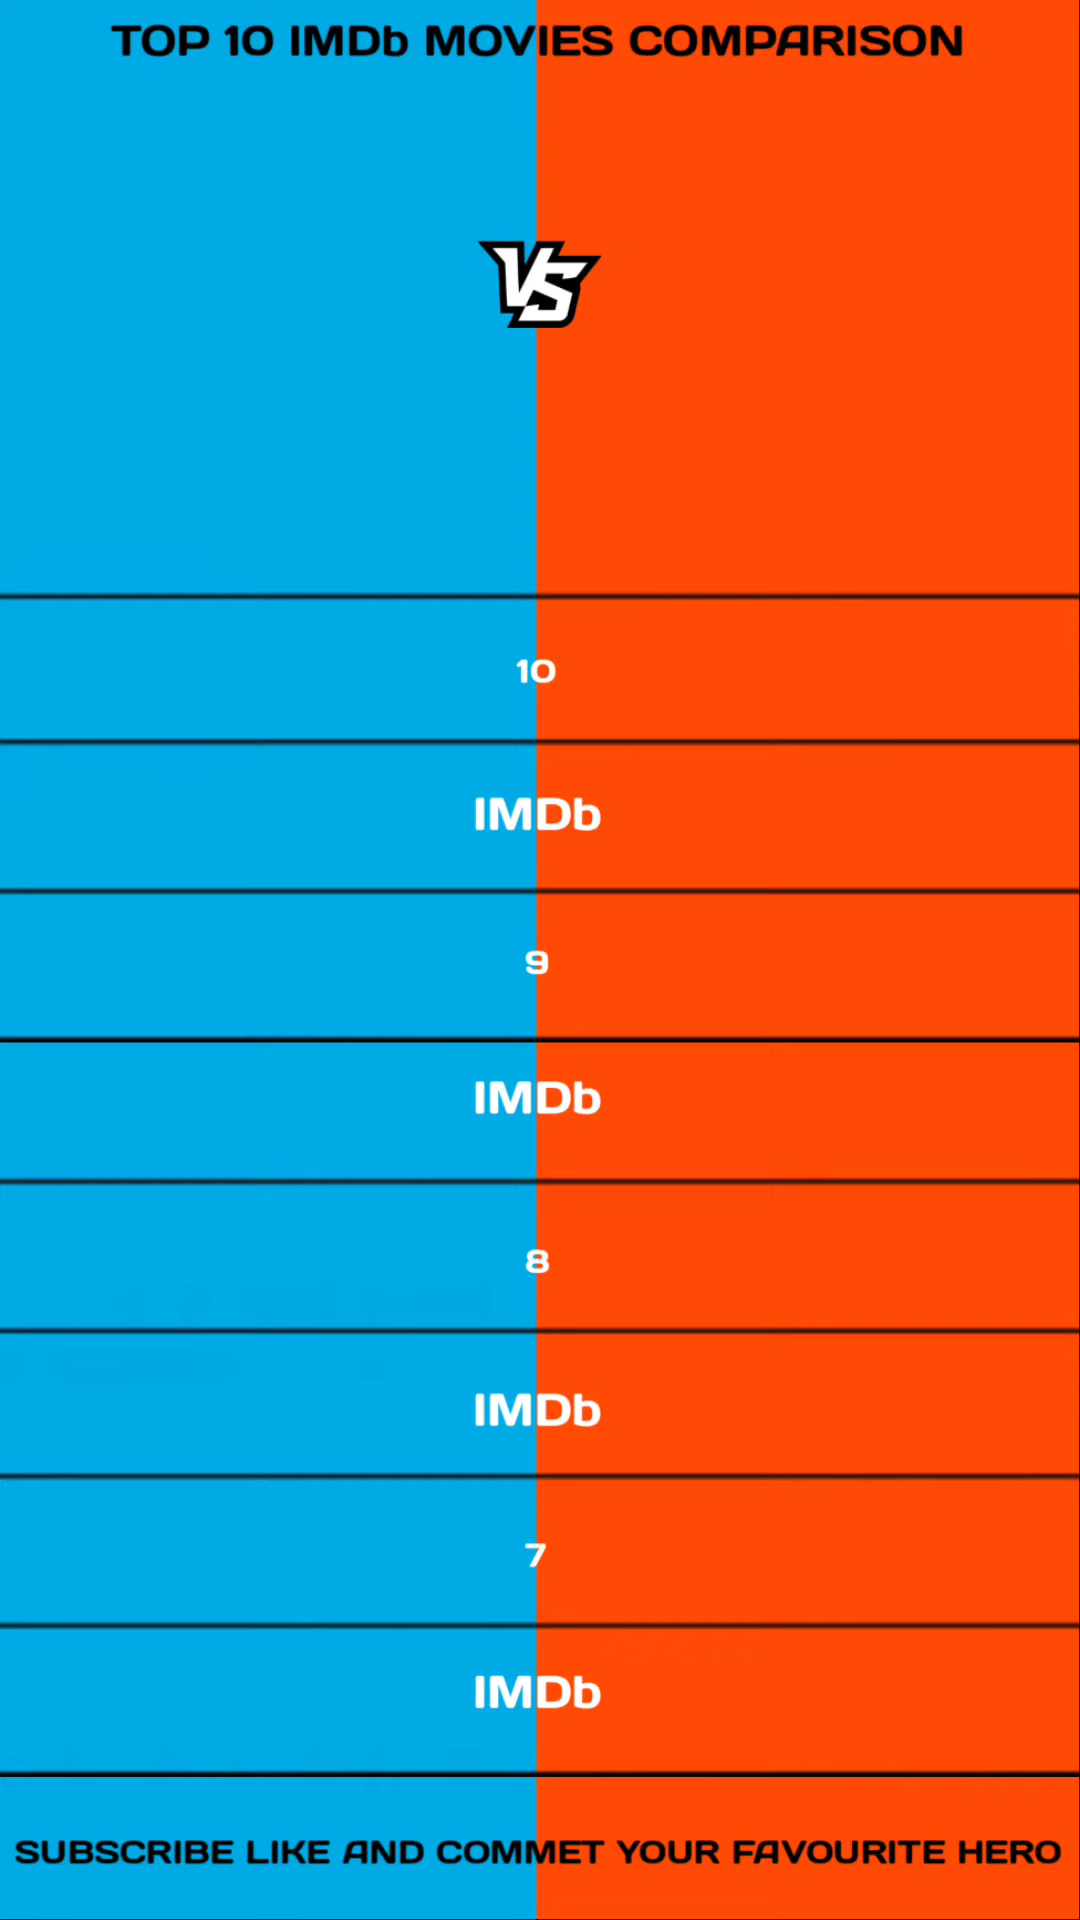 TOP 10 IMDb MOVIES COMPARISON
VS
10
IMDb
9
IMDb
8
IMDb
7
IMDb
SUBSCRIBE LIKE AND COMMET YOUR FAVOURITE HERO